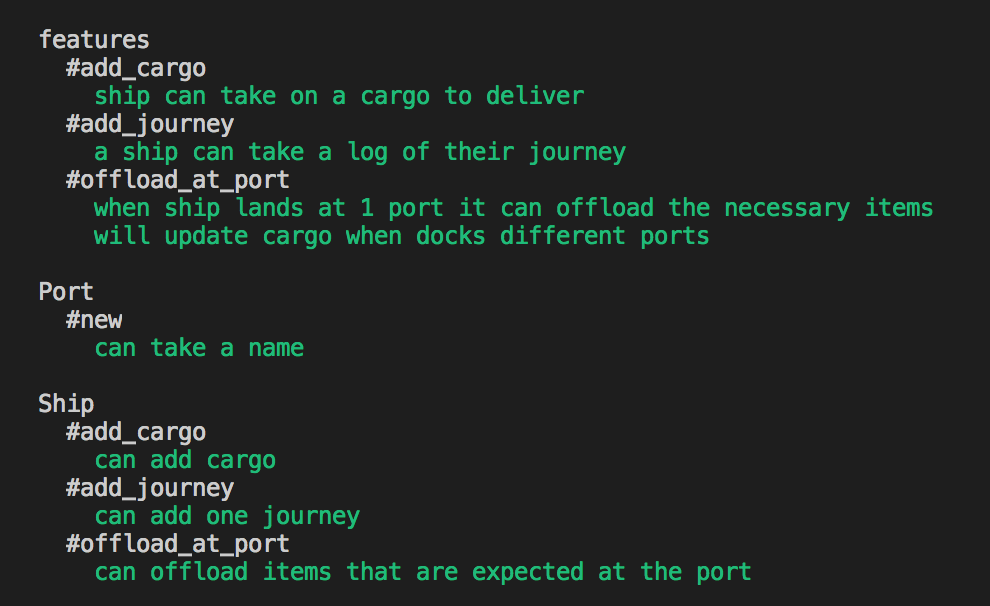 features
#add_cargo
ship can take on a cargo to deliver
#add_journey
a ship can take a log of their journey
#offload_at_port
when ship lands at 1 port it can offload the necessary items
will update cargo when docks different ports
Port
#new
can take a name
Ship
#add_cargo
can add cargo
#add_journey
can add one journey
#offload_at_port
can offload items that are expected at the port